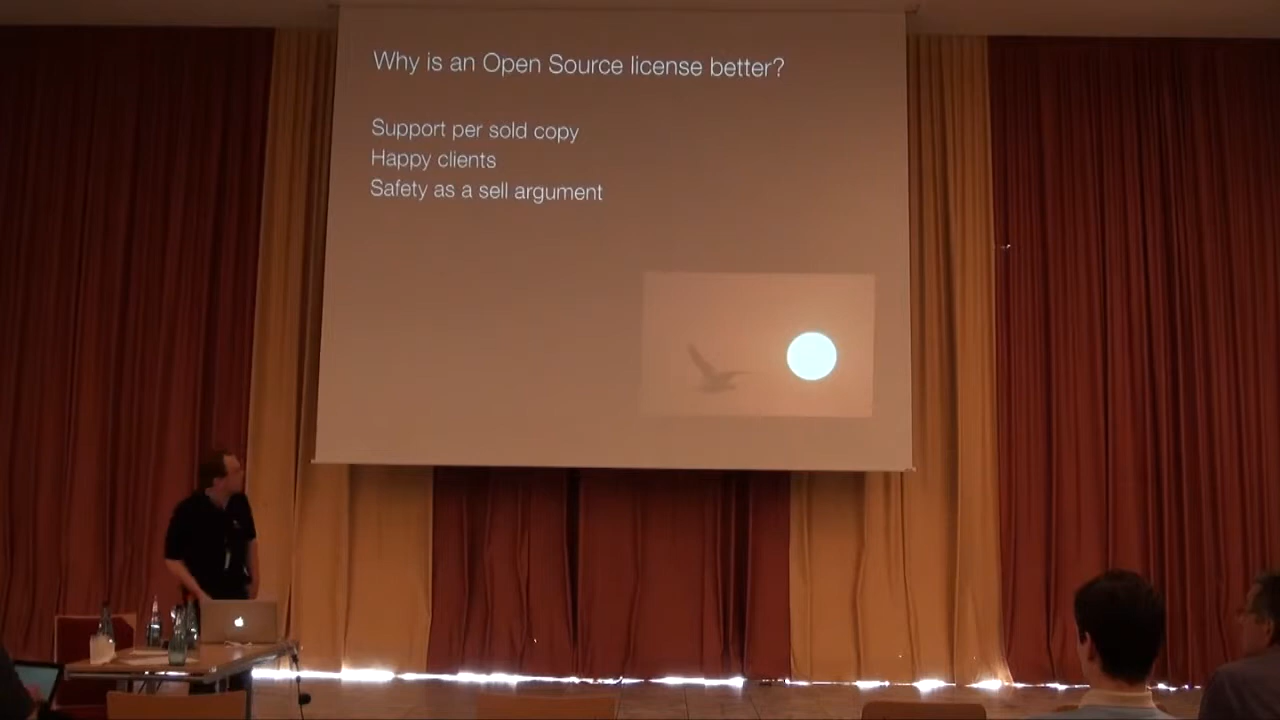 Why is an Open Source license better?
Support per sold copy
Happy clients
Safety as a sell argument